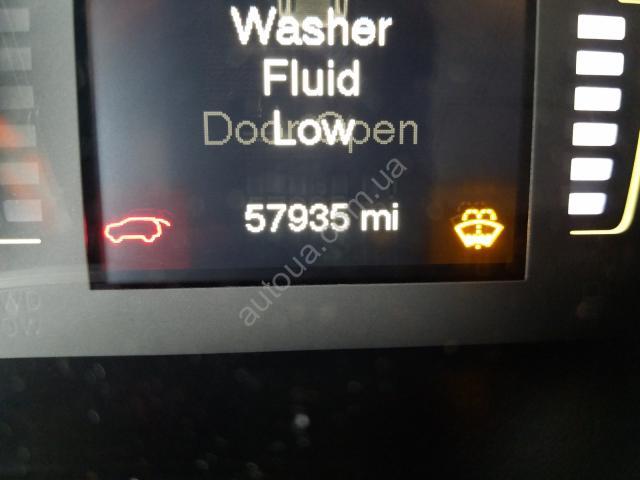 Washer
Fluid
Low
Door Open
57935 mi
autoua.com.ua